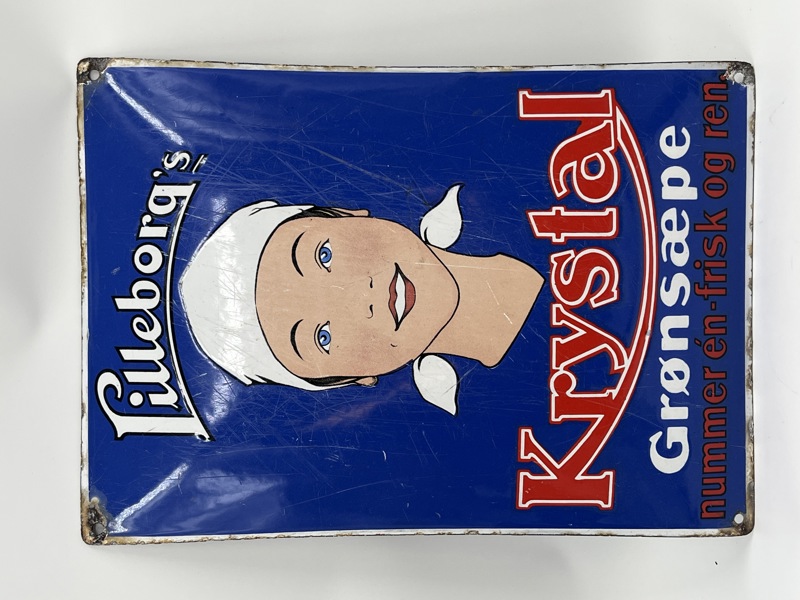 Lilleborg's
Krystal
Grønsæpe
nummer én-frisk og ren.